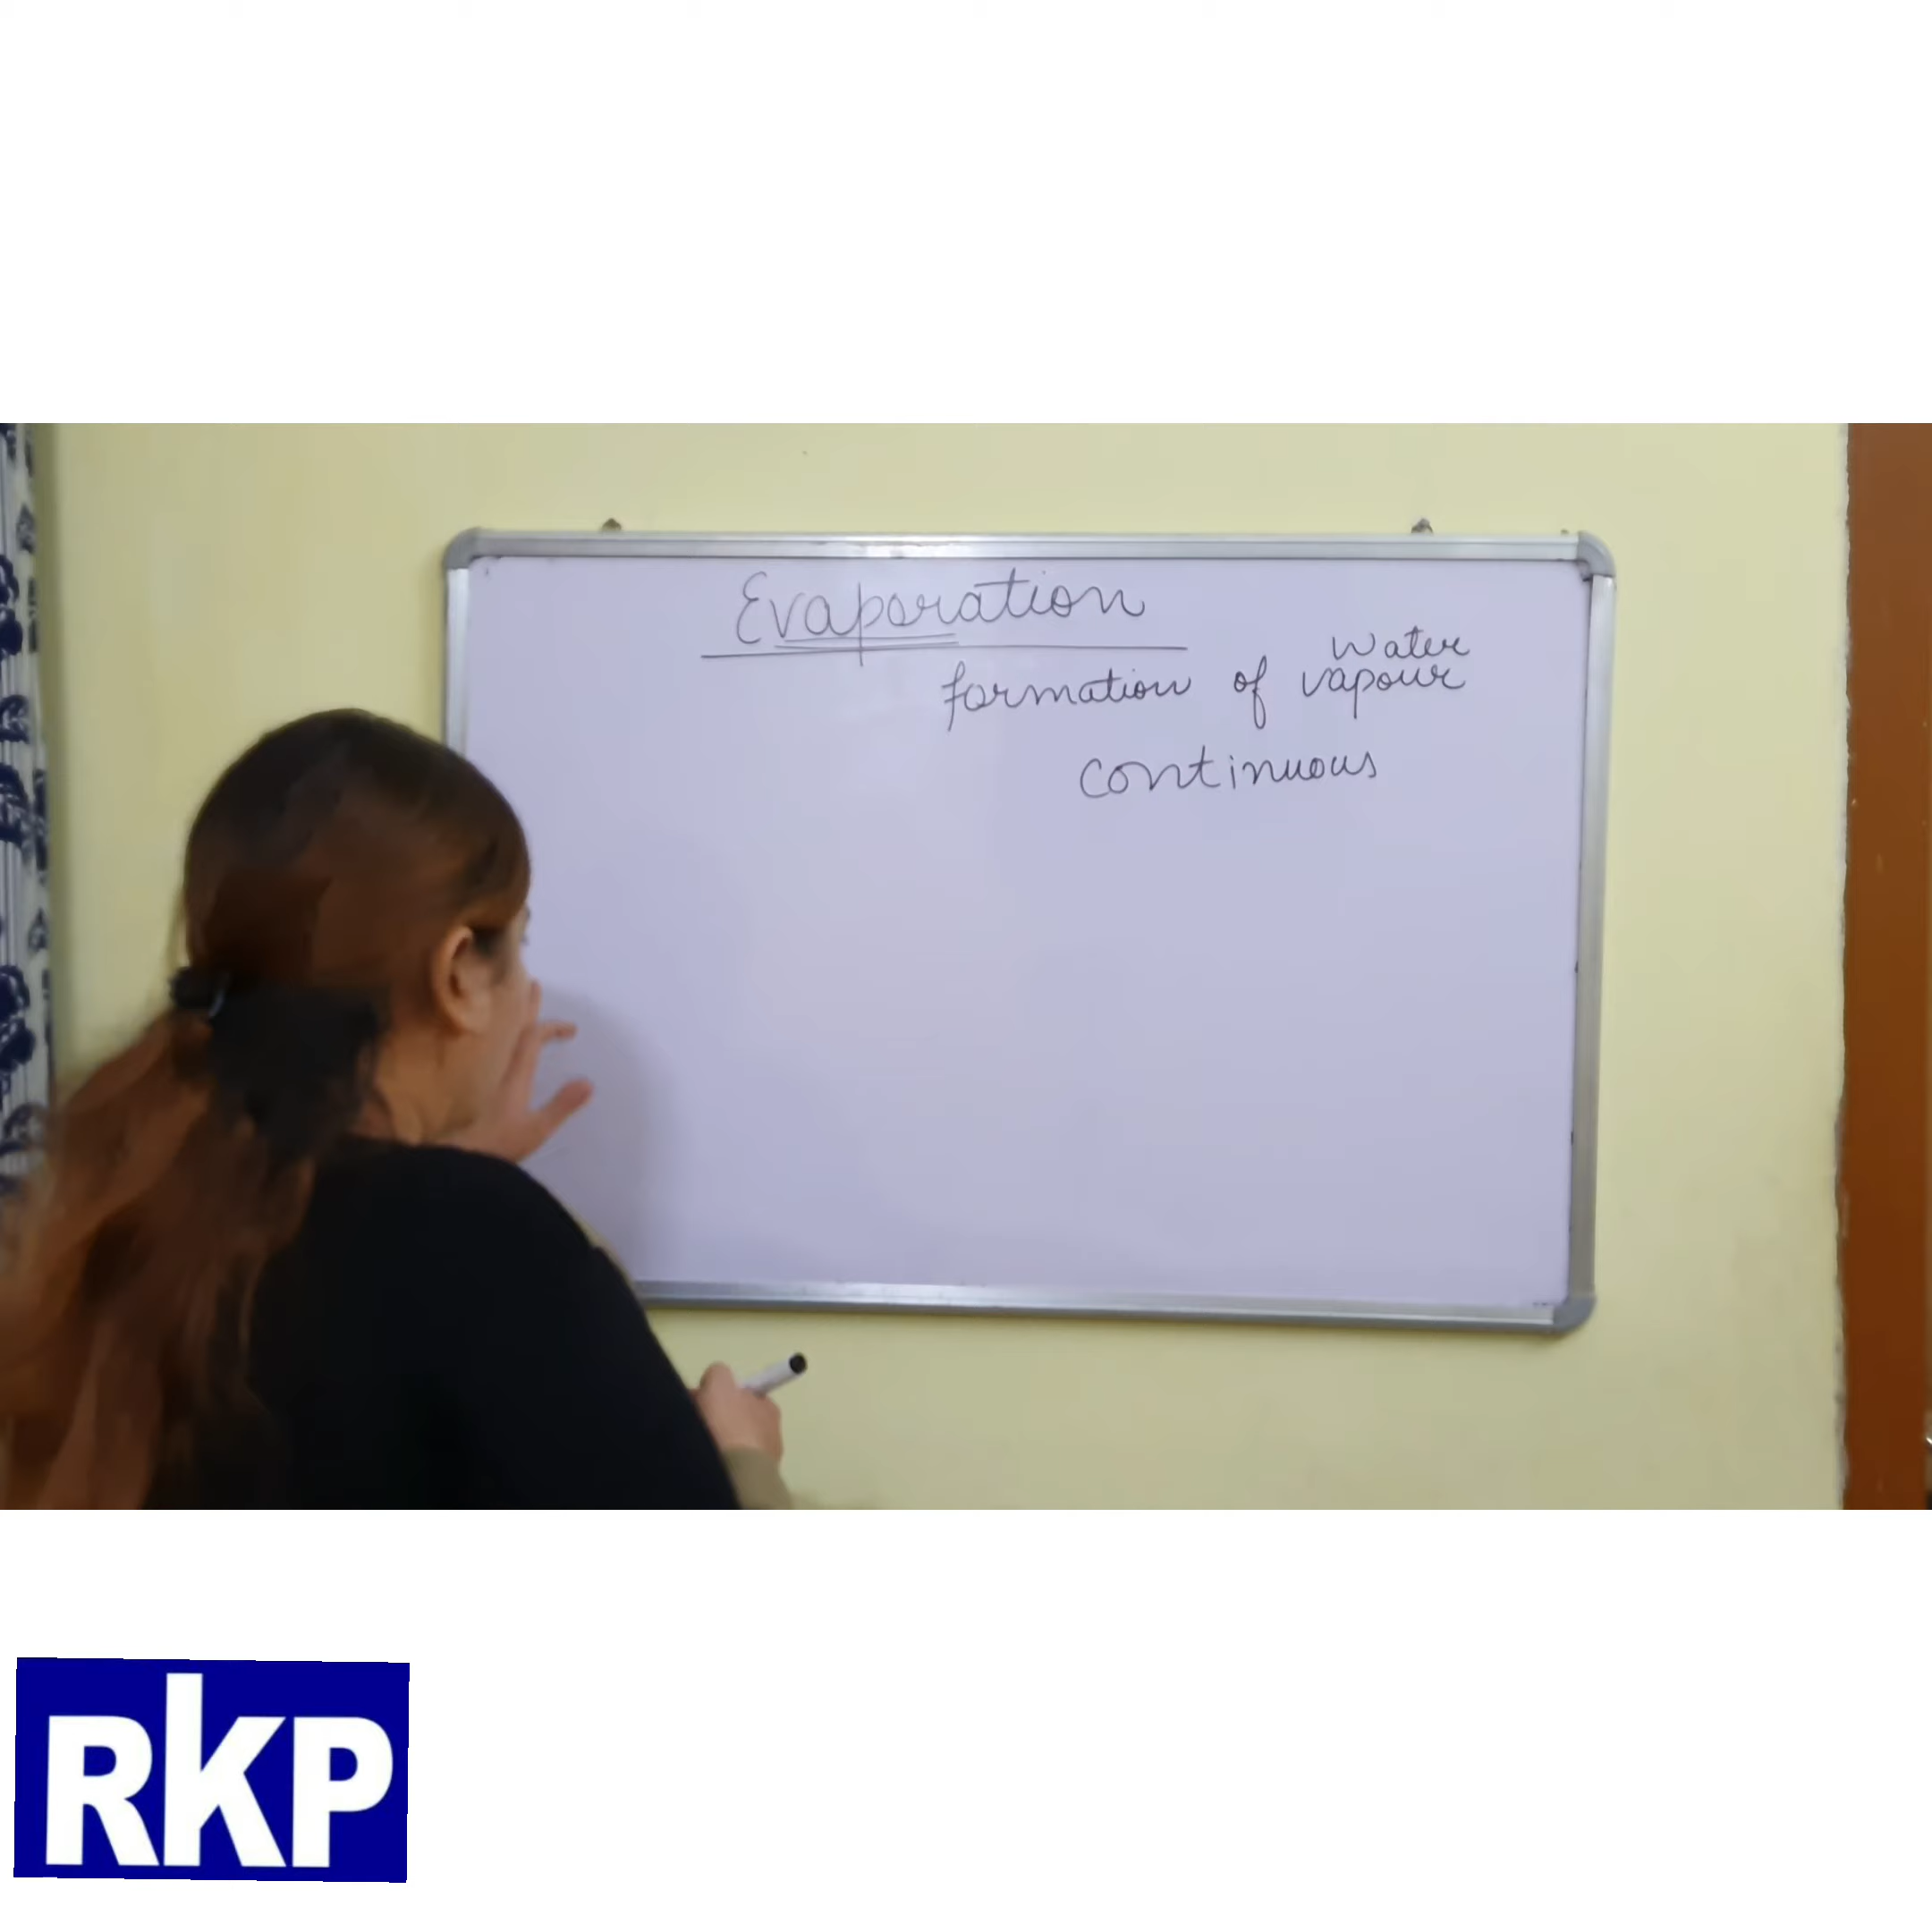 Evaporation
water
formation of vapour
continuous
RKP